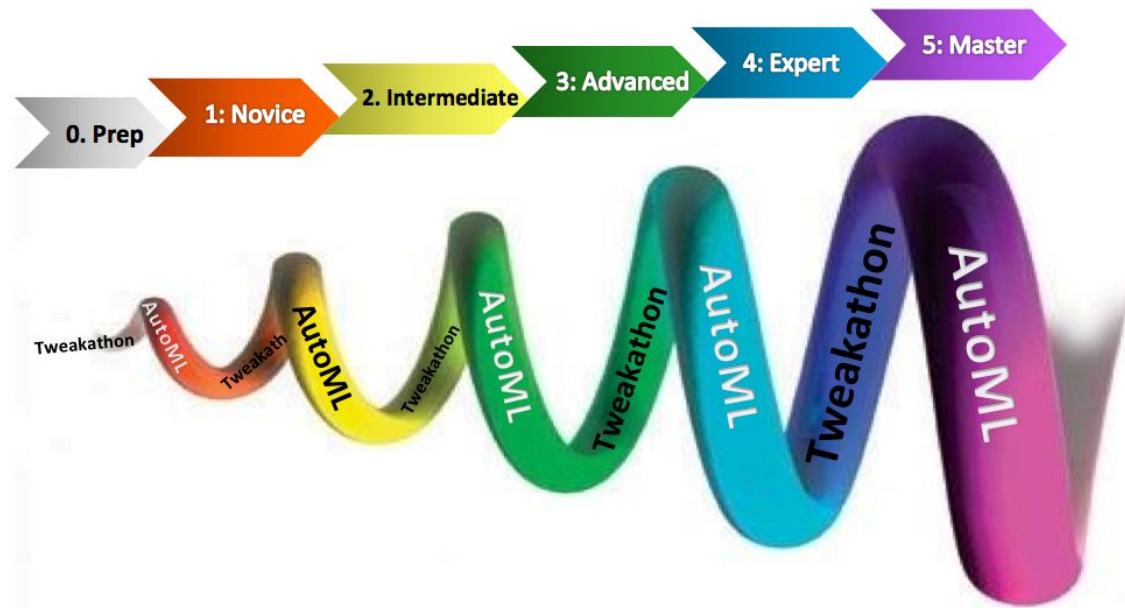 0. Prep
1: Novice
2. Intermediate
3: Advanced
4: Expert
5: Master
Tweakathon
AutoML
Tweakath
AutoML
Tweakathon
AutoML
Tweakathon
AutoML
Tweakathon
AutoML